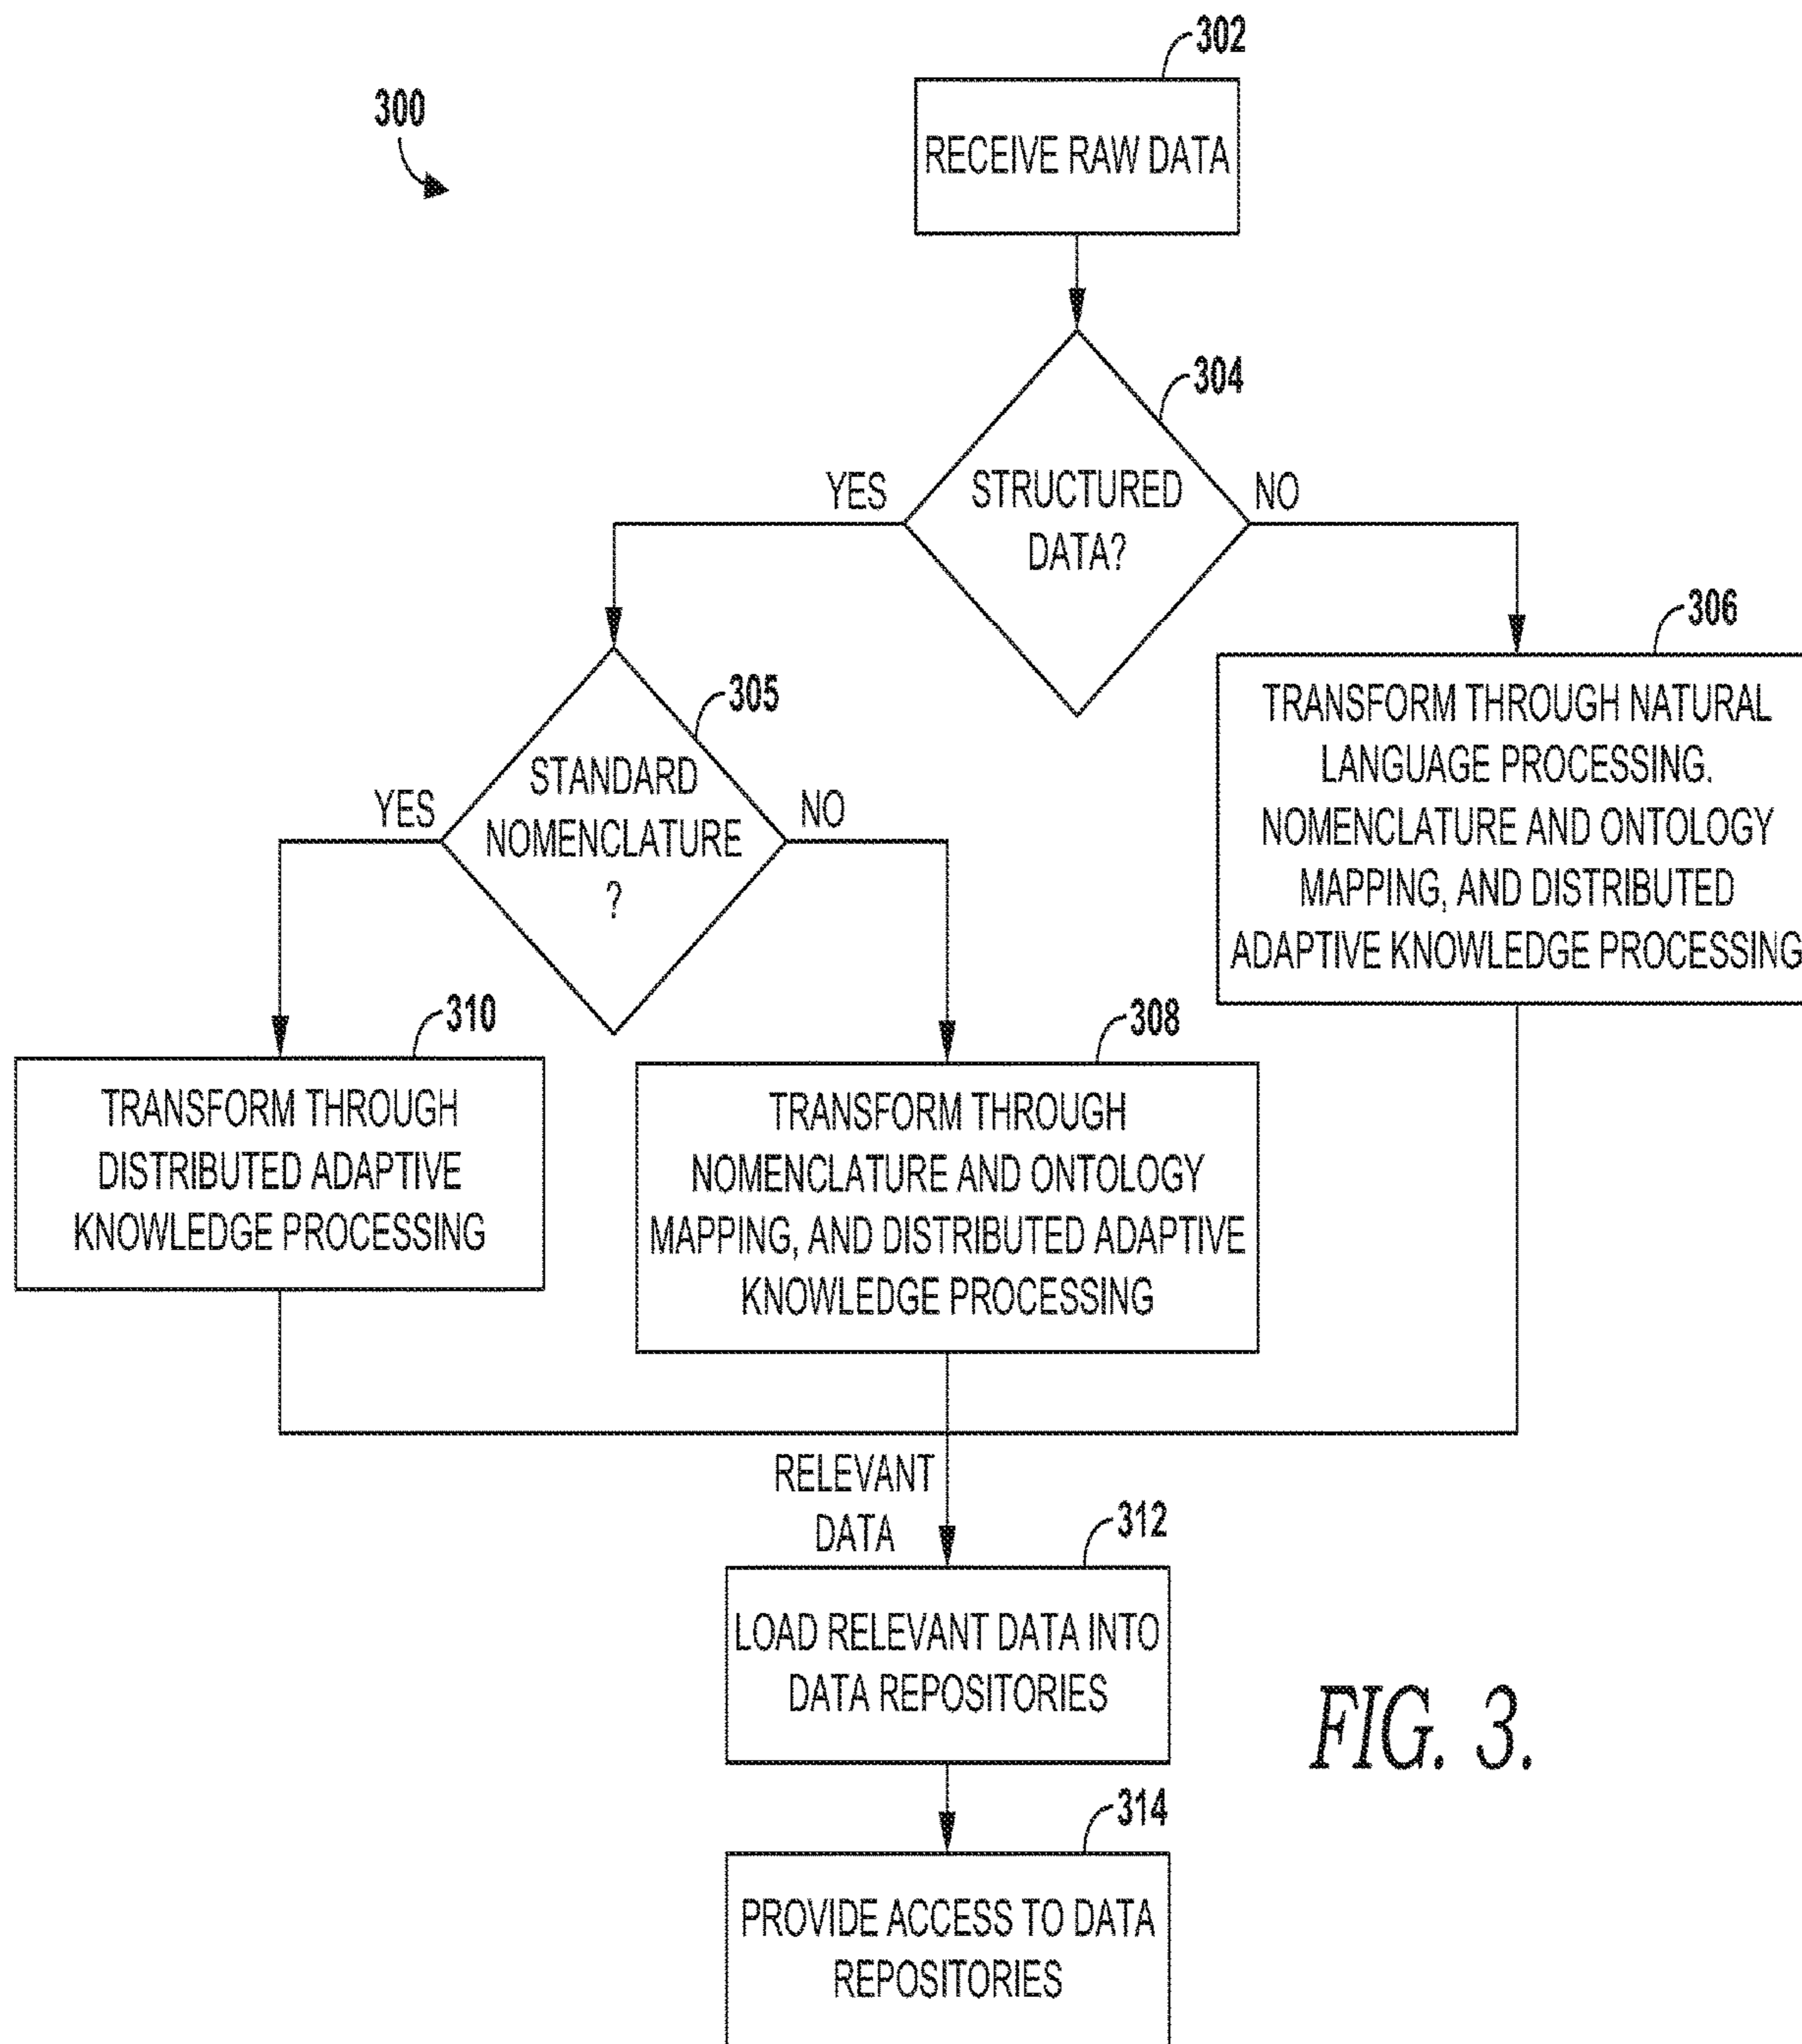 302
300
RECEIVE RAW DATA
304
YES
STRUCTURED
DATA?
NO
306
305
TRANSFORM THROUGH NATURAL
LANGUAGE PROCESSING.
NOMENCLATURE AND ONTOLOGY
MAPPING, AND DISTRIBUTED
ADAPTIVE KNOWLEDGE PROCESSING
YES
STANDARD
NOMENCLATURE
?
NO
310
308
TRANSFORM THROUGH
DISTRIBUTED ADAPTIVE
KNOWLEDGE PROCESSING
TRANSFORM THROUGH
NOMENCLATURE AND ONTOLOGY
MAPPING, AND DISTRIBUTED ADAPTIVE
KNOWLEDGE PROCESSING
RELEVANT
DATA
312
LOAD RELEVANT DATA INTO
DATA REPOSITORIES
FIG. 3.
314
PROVIDE ACCESS TO DATA
REPOSITORIES